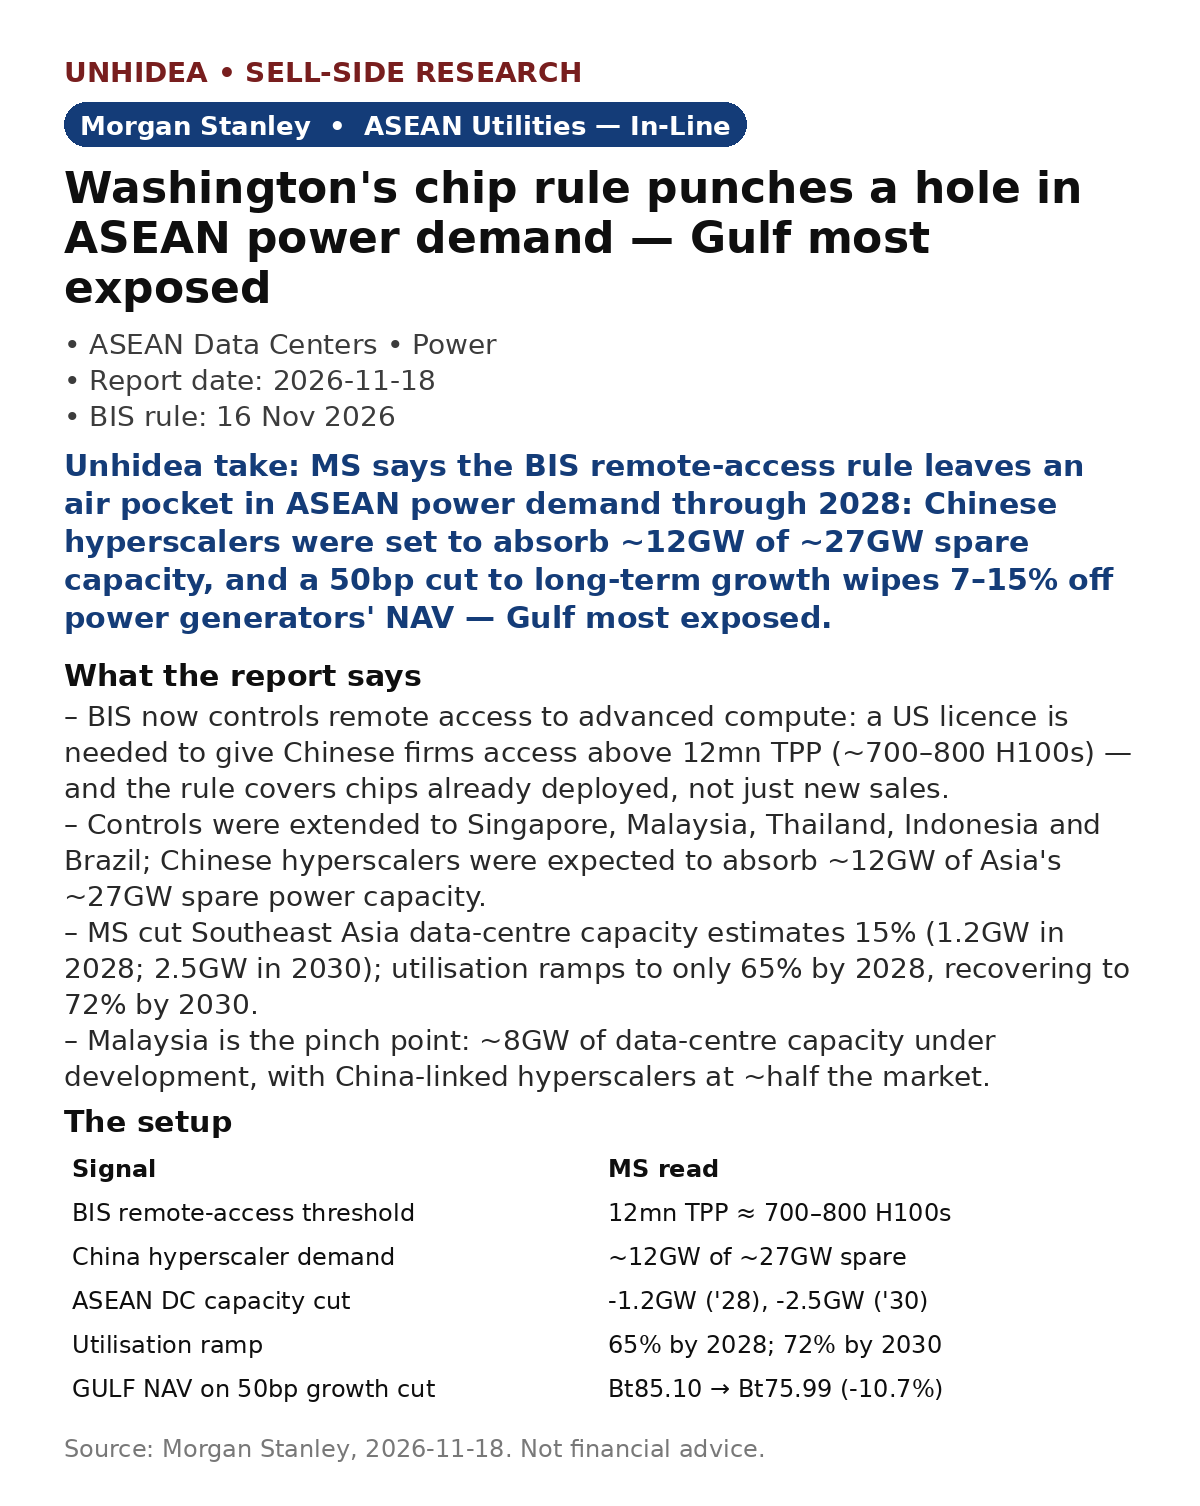 UNHIDEA • SELL-SIDE RESEARCH
Morgan Stanley • ASEAN Utilities — In-Line
Washington's chip rule punches a hole in
ASEAN power demand — Gulf most
exposed
• ASEAN Data Centers • Power
• Report date: 2026-11-18
• BIS rule: 16 Nov 2026
Unhidea take: MS says the BIS remote-access rule leaves an
air pocket in ASEAN power demand through 2028: Chinese
hyperscalers were set to absorb ~12GW of ~27GW spare
capacity, and a 50bp cut to long-term growth wipes 7–15% off
power generators' NAV — Gulf most exposed.
What the report says
– BIS now controls remote access to advanced compute: a US licence is
needed to give Chinese firms access above 12mn TPP (~700–800 H100s) —
and the rule covers chips already deployed, not just new sales.
– Controls were extended to Singapore, Malaysia, Thailand, Indonesia and
Brazil; Chinese hyperscalers were expected to absorb ~12GW of Asia's
~27GW spare power capacity.
– MS cut Southeast Asia data-centre capacity estimates 15% (1.2GW in
2028; 2.5GW in 2030); utilisation ramps to only 65% by 2028, recovering to
72% by 2030.
– Malaysia is the pinch point: ~8GW of data-centre capacity under
development, with China-linked hyperscalers at ~half the market.
The setup
Signal MS read
BIS remote-access threshold 12mn TPP ≈ 700–800 H100s
China hyperscaler demand ~12GW of ~27GW spare
ASEAN DC capacity cut -1.2GW ('28), -2.5GW ('30)
Utilisation ramp 65% by 2028; 72% by 2030
GULF NAV on 50bp growth cut Bt85.10 → Bt75.99 (-10.7%)
Source: Morgan Stanley, 2026-11-18. Not financial advice.